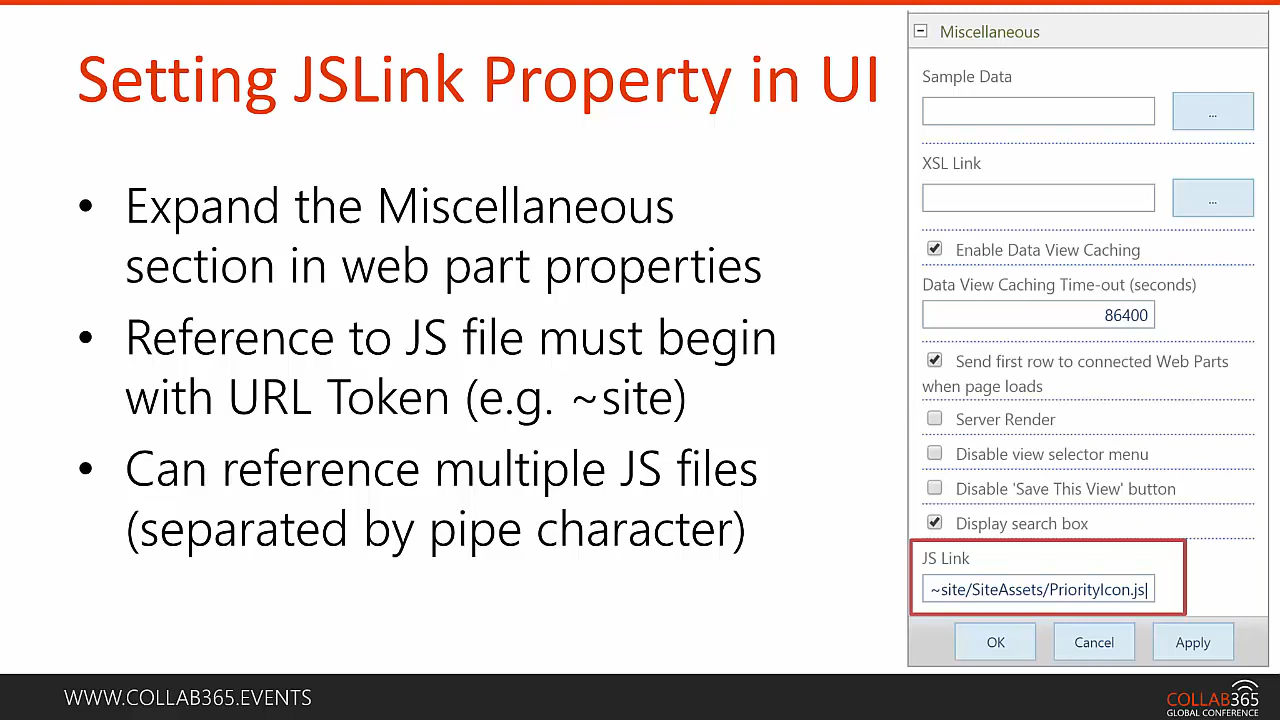 Setting JSLink Property in UI
• Expand the Miscellaneous
section in web part properties
• Reference to JS file must begin
with URL Token (e.g. ~site)
• Can reference multiple JS files
(separated by pipe character)
Miscellaneous
Sample Data
...
XSL Link
...
Enable Data View Caching
Data View Caching Time-out (seconds)
86400
Send first row to connected Web Parts
when page loads
Server Render
Disable view selector menu
Disable 'Save This View' button
Display search box
JS Link
~site/SiteAssets/PriorityIcon.js|
OK Cancel Apply
WWW.COLLAB365.EVENTS
COLLAB365
GLOBAL CONFERENCE